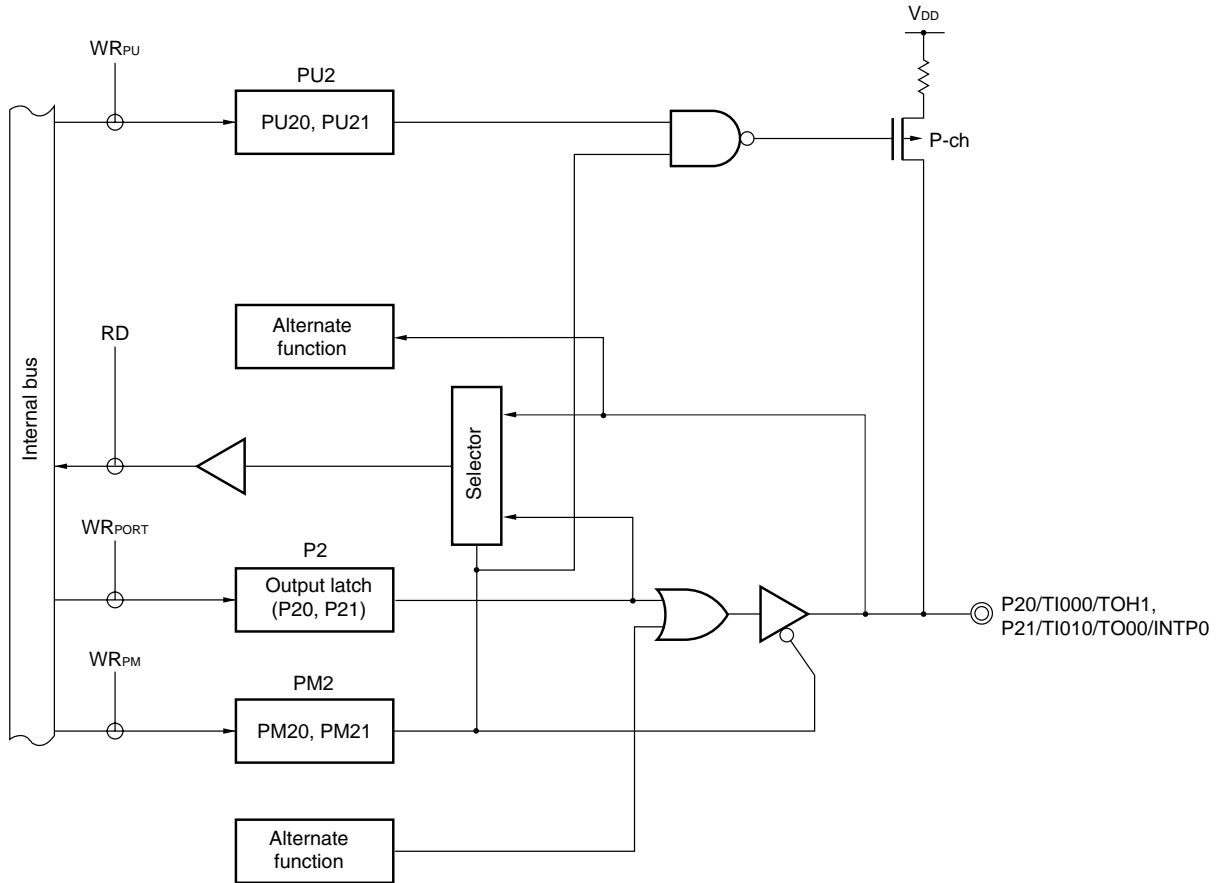 VDD
WRPU
PU2
PU20, PU21
P-ch
Alternate
function
RD
Internal bus
Selector
WRPORT
P2
Output latch
(P20, P21)
P20/TI000/TOH1,
P21/TI010/TO00/INTP0
WRPM
PM2
PM20, PM21
Alternate
function